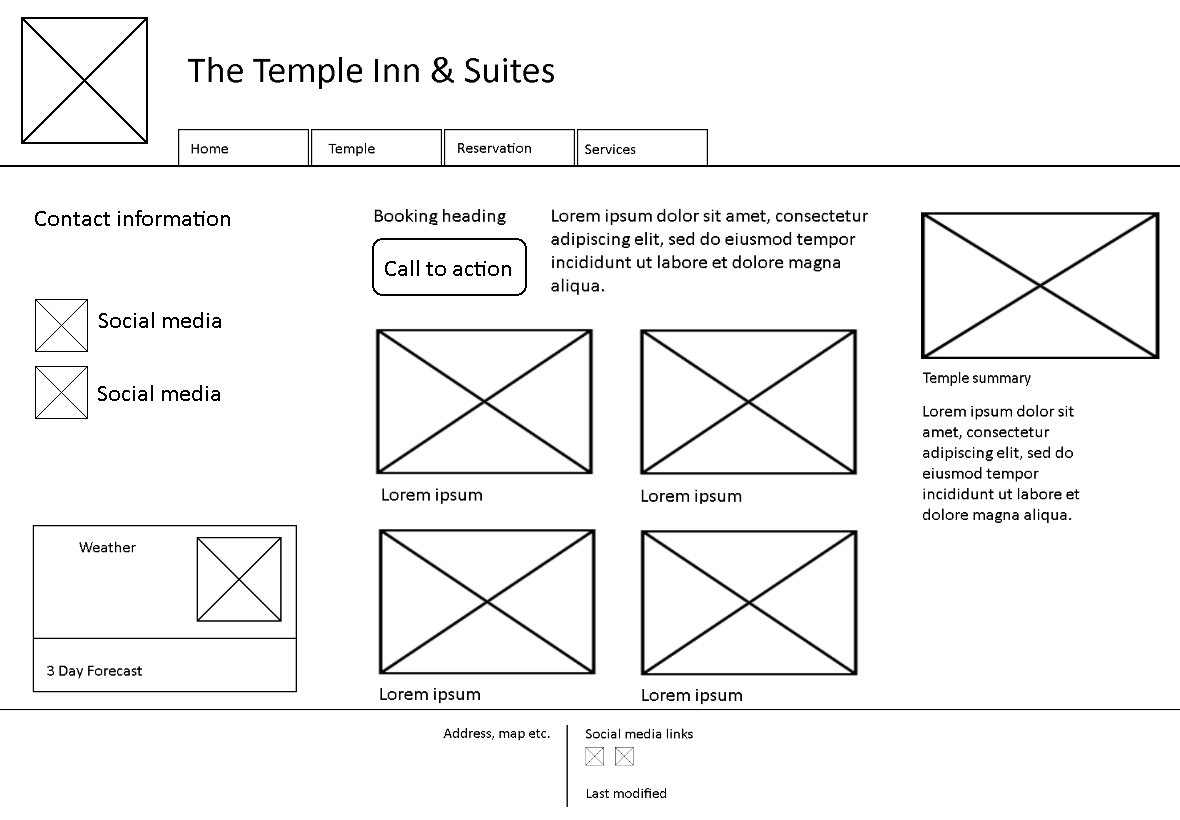 The Temple Inn & Suites
Home
Temple
Reservation
Services
Contact information
Social media
Social media
Weather
3 Day Forecast
Booking heading
Call to action
Lorem ipsum dolor sit amet, consectetur
adipiscing elit, sed do eiusmod tempor
incididunt ut labore et dolore magna
aliqua.
Lorem ipsum
Lorem ipsum
Lorem ipsum
Lorem ipsum
Temple summary
Lorem ipsum dolor sit
amet, consectetur
adipiscing elit, sed do
eiusmod tempor
incididunt ut labore et
dolore magna aliqua.
Address, map etc.
Social media links
Last modified